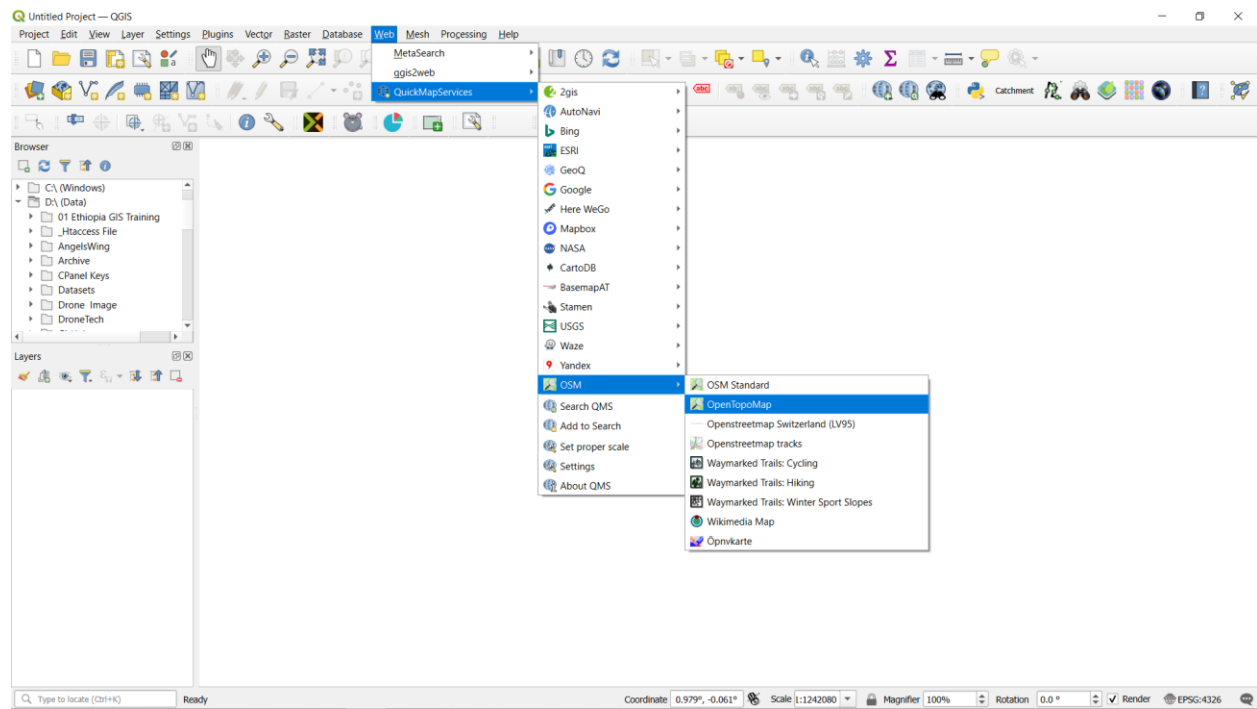 Untitled Project — QGIS
Project Edit View Layer Settings Plugins Vector Raster Database Web Mesh Processing Help
MetaSearch
qgis2web
QuickMapServices
abc
Catchment
2gis
AutoNavi
Bing
ESRI
GeoQ
Google
Here WeGo
Mapbox
NASA
CartoDB
BasemapAT
Stamen
USGS
Waze
Yandex
OSM
Search QMS
Add to Search
Set proper scale
Settings
About QMS
OSM Standard
OpenTopoMap
Openstreetmap Switzerland (LV95)
Openstreetmap tracks
Waymarked Trails: Cycling
Waymarked Trails: Hiking
Waymarked Trails: Winter Sport Slopes
Wikimedia Map
Öpnvkarte
Browser
C:\ (Windows)
D:\ (Data)
01 Ethiopia GIS Training
_Htaccess File
AngelsWing
Archive
CPanel Keys
Datasets
Drone Image
DroneTech
Layers
Type to locate (Ctrl+K) Ready Coordinate 0.979°, -0.061° Scale 1:1242080 Magnifier 100% Rotation 0.0 ° Render EPSG:4326